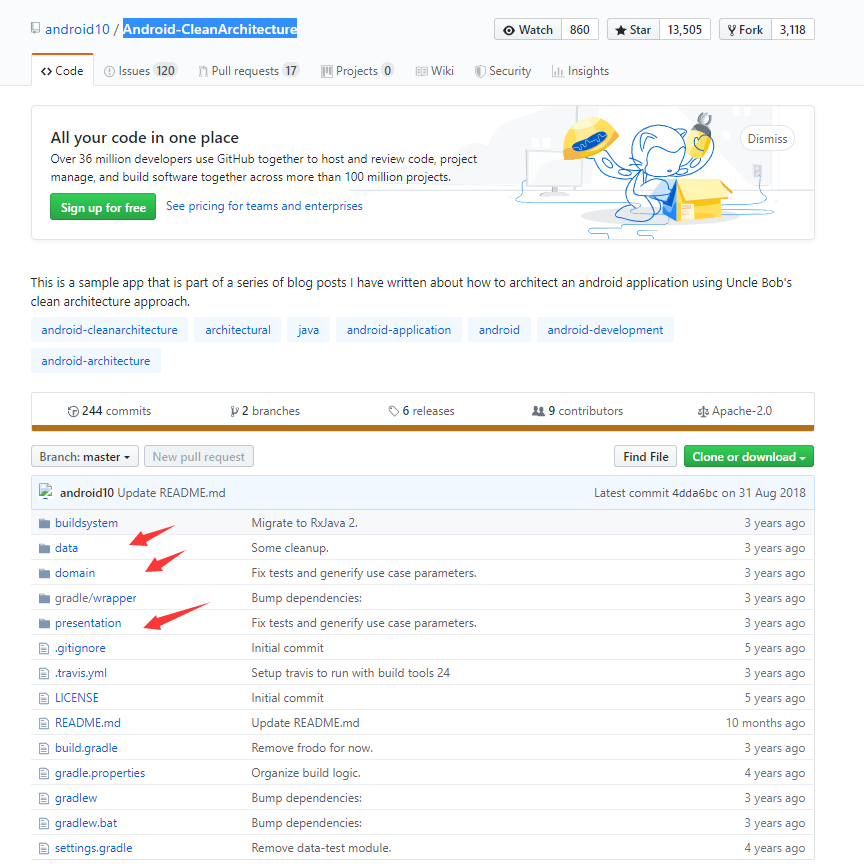 android10 / Android-CleanArchitecture Watch 860 Star 13,505 Fork 3,118
Code Issues 120 Pull requests 17 Projects 0 Wiki Security Insights
All your code in one place
Dismiss
Over 36 million developers use GitHub together to host and review code, project
manage, and build software together across more than 100 million projects.
Sign up for free See pricing for teams and enterprises
This is a sample app that is part of a series of blog posts I have written about how to architect an android application using Uncle Bob's
clean architecture approach.
android-cleanarchitecture architectural java android-application android android-development
android-architecture
244 commits 2 branches 6 releases 9 contributors Apache-2.0
Branch: master New pull request Find File Clone or download
android10 Update README.md Latest commit 4dda6bc on 31 Aug 2018
buildsystem Migrate to RxJava 2. 3 years ago
data Some cleanup. 3 years ago
domain Fix tests and generify use case parameters. 3 years ago
gradle/wrapper Bump dependencies: 3 years ago
presentation Fix tests and generify use case parameters. 3 years ago
.gitignore Initial commit 5 years ago
.travis.yml Setup travis to run with build tools 24 3 years ago
LICENSE Initial commit 5 years ago
README.md Update README.md 10 months ago
build.gradle Remove frodo for now. 3 years ago
gradle.properties Organize build logic. 4 years ago
gradlew Bump dependencies: 3 years ago
gradlew.bat Bump dependencies: 3 years ago
settings.gradle Remove data-test module. 4 years ago